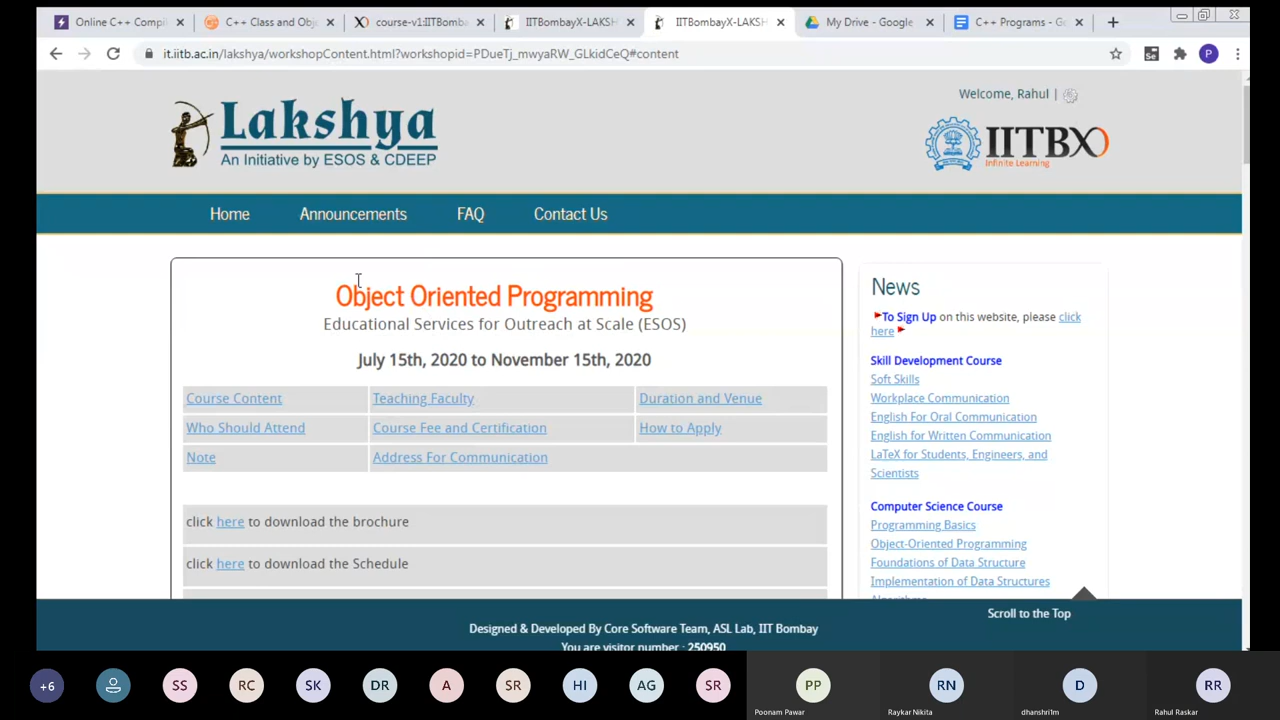 Online C++ Compil
C++ Class and Obje
course-v1:IITBomba
IITBombayX-LAKSH
IITBombayX-LAKSH
My Drive - Google
C++ Programs - Go
it.iitb.ac.in/lakshya/workshopContent.html?workshopid=PDueTj_mwyaRW_GLkidCeQ#content
Se
P
Lakshya
An Initiative by ESOS & CDEEP
Welcome, Rahul |
IITBX
Infinite Learning
Home
Announcements
FAQ
Contact Us
Object Oriented Programming
Educational Services for Outreach at Scale (ESOS)
July 15th, 2020 to November 15th, 2020
Course Content
Teaching Faculty
Duration and Venue
Who Should Attend
Course Fee and Certification
How to Apply
Note
Address For Communication
click here to download the brochure
click here to download the Schedule
News
To Sign Up on this website, please click
here
Skill Development Course
Soft Skills
Workplace Communication
English For Oral Communication
English for Written Communication
LaTeX for Students, Engineers, and
Scientists
Computer Science Course
Programming Basics
Object-Oriented Programming
Foundations of Data Structure
Implementation of Data Structures
Algorithms
Scroll to the Top
Designed & Developed By Core Software Team, ASL Lab, IIT Bombay
You are visitor number : 250950
+6
SS
RC
SK
DR
A
SR
HI
AG
SR
PP
Poonam Pawar
RN
Raykar Nikita
D
dhanshri1m
RR
Rahul Raskar